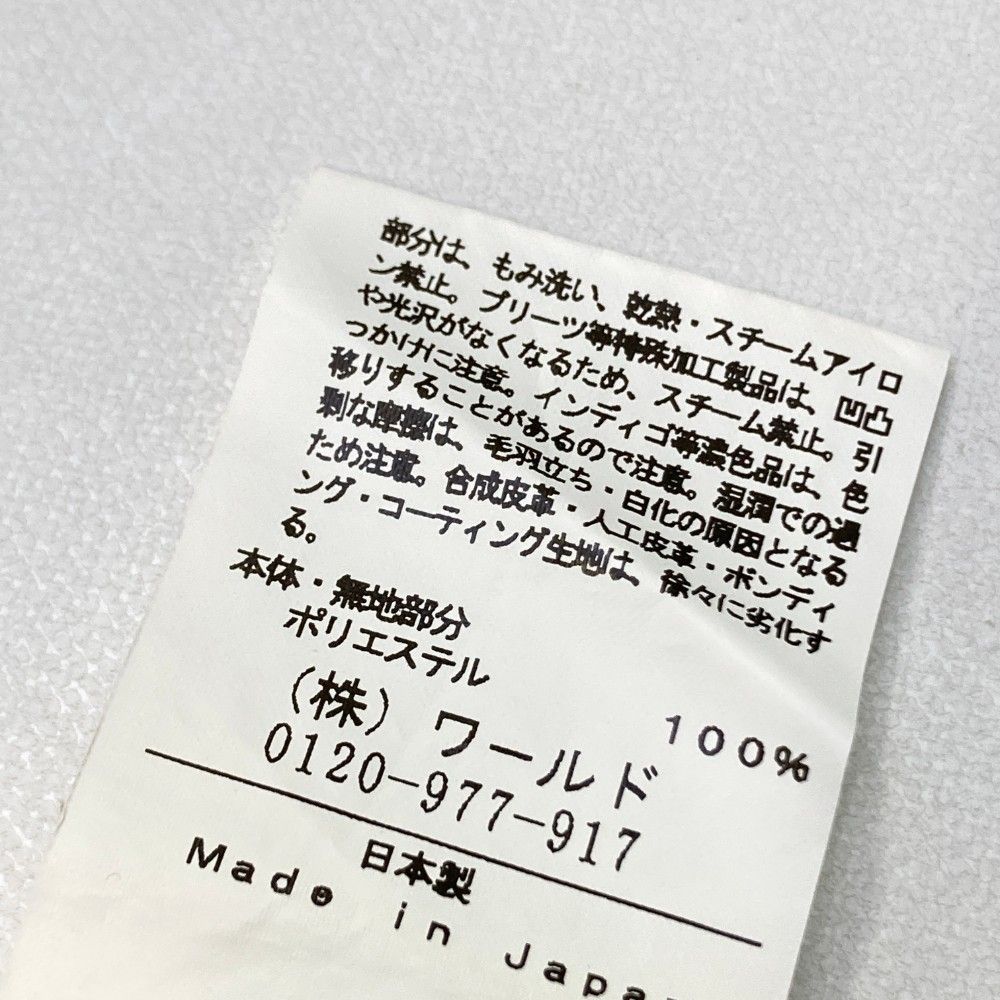 部分は、もみ洗い、乾熱・スチームアイロ
ン禁止。プリーツ等特殊加工製品は、凹凸
や光沢がなくなるため、スチーム禁止。引
っかけに注意。インディゴ等濃色品は、色
移りすることがあるので注意。湿潤での過
剰な摩擦は、毛羽立ち・白化の原因となる
ため注意。合成皮革・人工皮革・ボンディ
ング・コーティング生地は、徐々に劣化す
る。
本体・無地部分
ポリエステル 100%
(株)ワールド
0120-977-917
日本製
Made in Japa